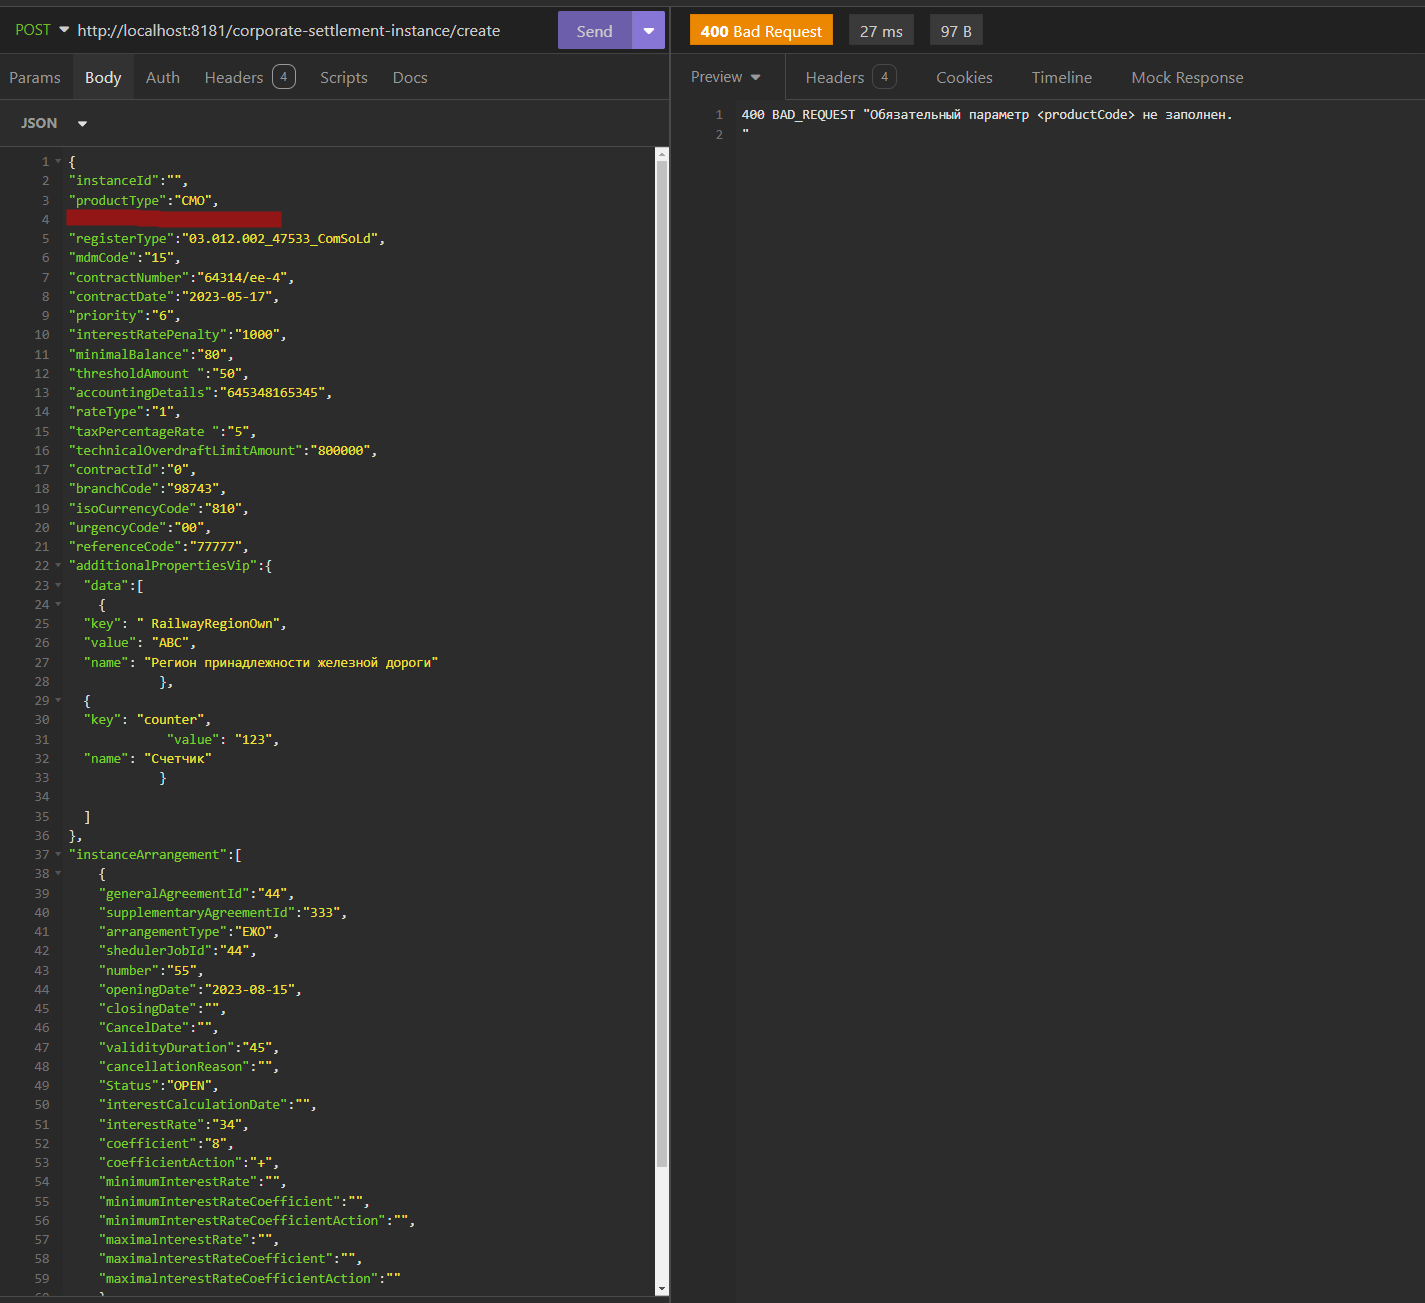 POST http://localhost:8181/corporate-settlement-instance/create Send
400 Bad Request 27 ms 97 B
Params Body Auth Headers 4 Scripts Docs
Preview Headers 4 Cookies Timeline Mock Response
JSON
1 400 BAD_REQUEST "Обязательный параметр <productCode> не заполнен.
2 "
1 {
2 "instanceId":"",
3 "productType":"СМО",
4
5 "registerType":"03.012.002_47533_ComSoLd",
6 "mdmCode":"15",
7 "contractNumber":"64314/ee-4",
8 "contractDate":"2023-05-17",
9 "priority":"6",
10 "interestRatePenalty":"1000",
11 "minimalBalance":"80",
12 "thresholdAmount ":"50",
13 "accountingDetails":"645348165345",
14 "rateType":"1",
15 "taxPercentageRate ":"5",
16 "technicalOverdraftLimitAmount":"800000",
17 "contractId":"0",
18 "branchCode":"98743",
19 "isoCurrencyCode":"810",
20 "urgencyCode":"00",
21 "referenceCode":"77777",
22 "additionalPropertiesVip":{
23 "data":[
24 {
25 "key": " RailwayRegionOwn",
26 "value": "ABC",
27 "name": "Регион принадлежности железной дороги"
28 },
29 {
30 "key": "counter",
31 "value": "123",
32 "name": "Счетчик"
33 }
34
35 ]
36 },
37 "instanceArrangement":[
38 {
39 "generalAgreementId":"44",
40 "supplementaryAgreementId":"333",
41 "arrangementType":"ЕЖО",
42 "shedulerJobId":"44",
43 "number":"55",
44 "openingDate":"2023-08-15",
45 "closingDate":"",
46 "CancelDate":"",
47 "validityDuration":"45",
48 "cancellationReason":"",
49 "Status":"OPEN",
50 "interestCalculationDate":"",
51 "interestRate":"34",
52 "coefficient":"8",
53 "coefficientAction":"+",
54 "minimumInterestRate":"",
55 "minimumInterestRateCoefficient":"",
56 "minimumInterestRateCoefficientAction":"",
57 "maximalnterestRate":"",
58 "maximalnterestRateCoefficient":"",
59 "maximalnterestRateCoefficientAction":""